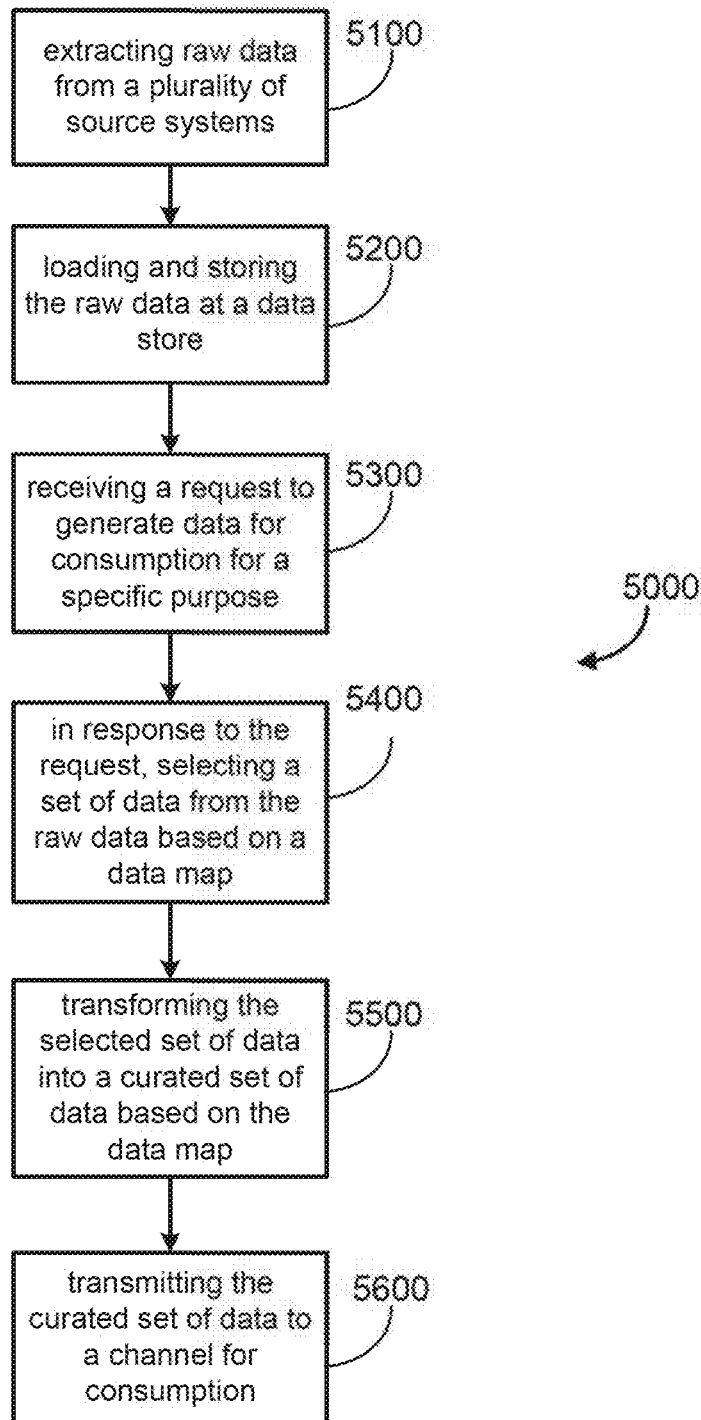 extracting raw data
from a plurality of
source systems
5100
loading and storing
the raw data at a data
store
5200
receiving a request to
generate data for
consumption for a
specific purpose
5300
5000
in response to the
request, selecting a
set of data from the
raw data based on a
data map
5400
transforming the
selected set of data
into a curated set of
data based on the
data map
5500
transmitting the
curated set of data to
a channel for
consumption
5600